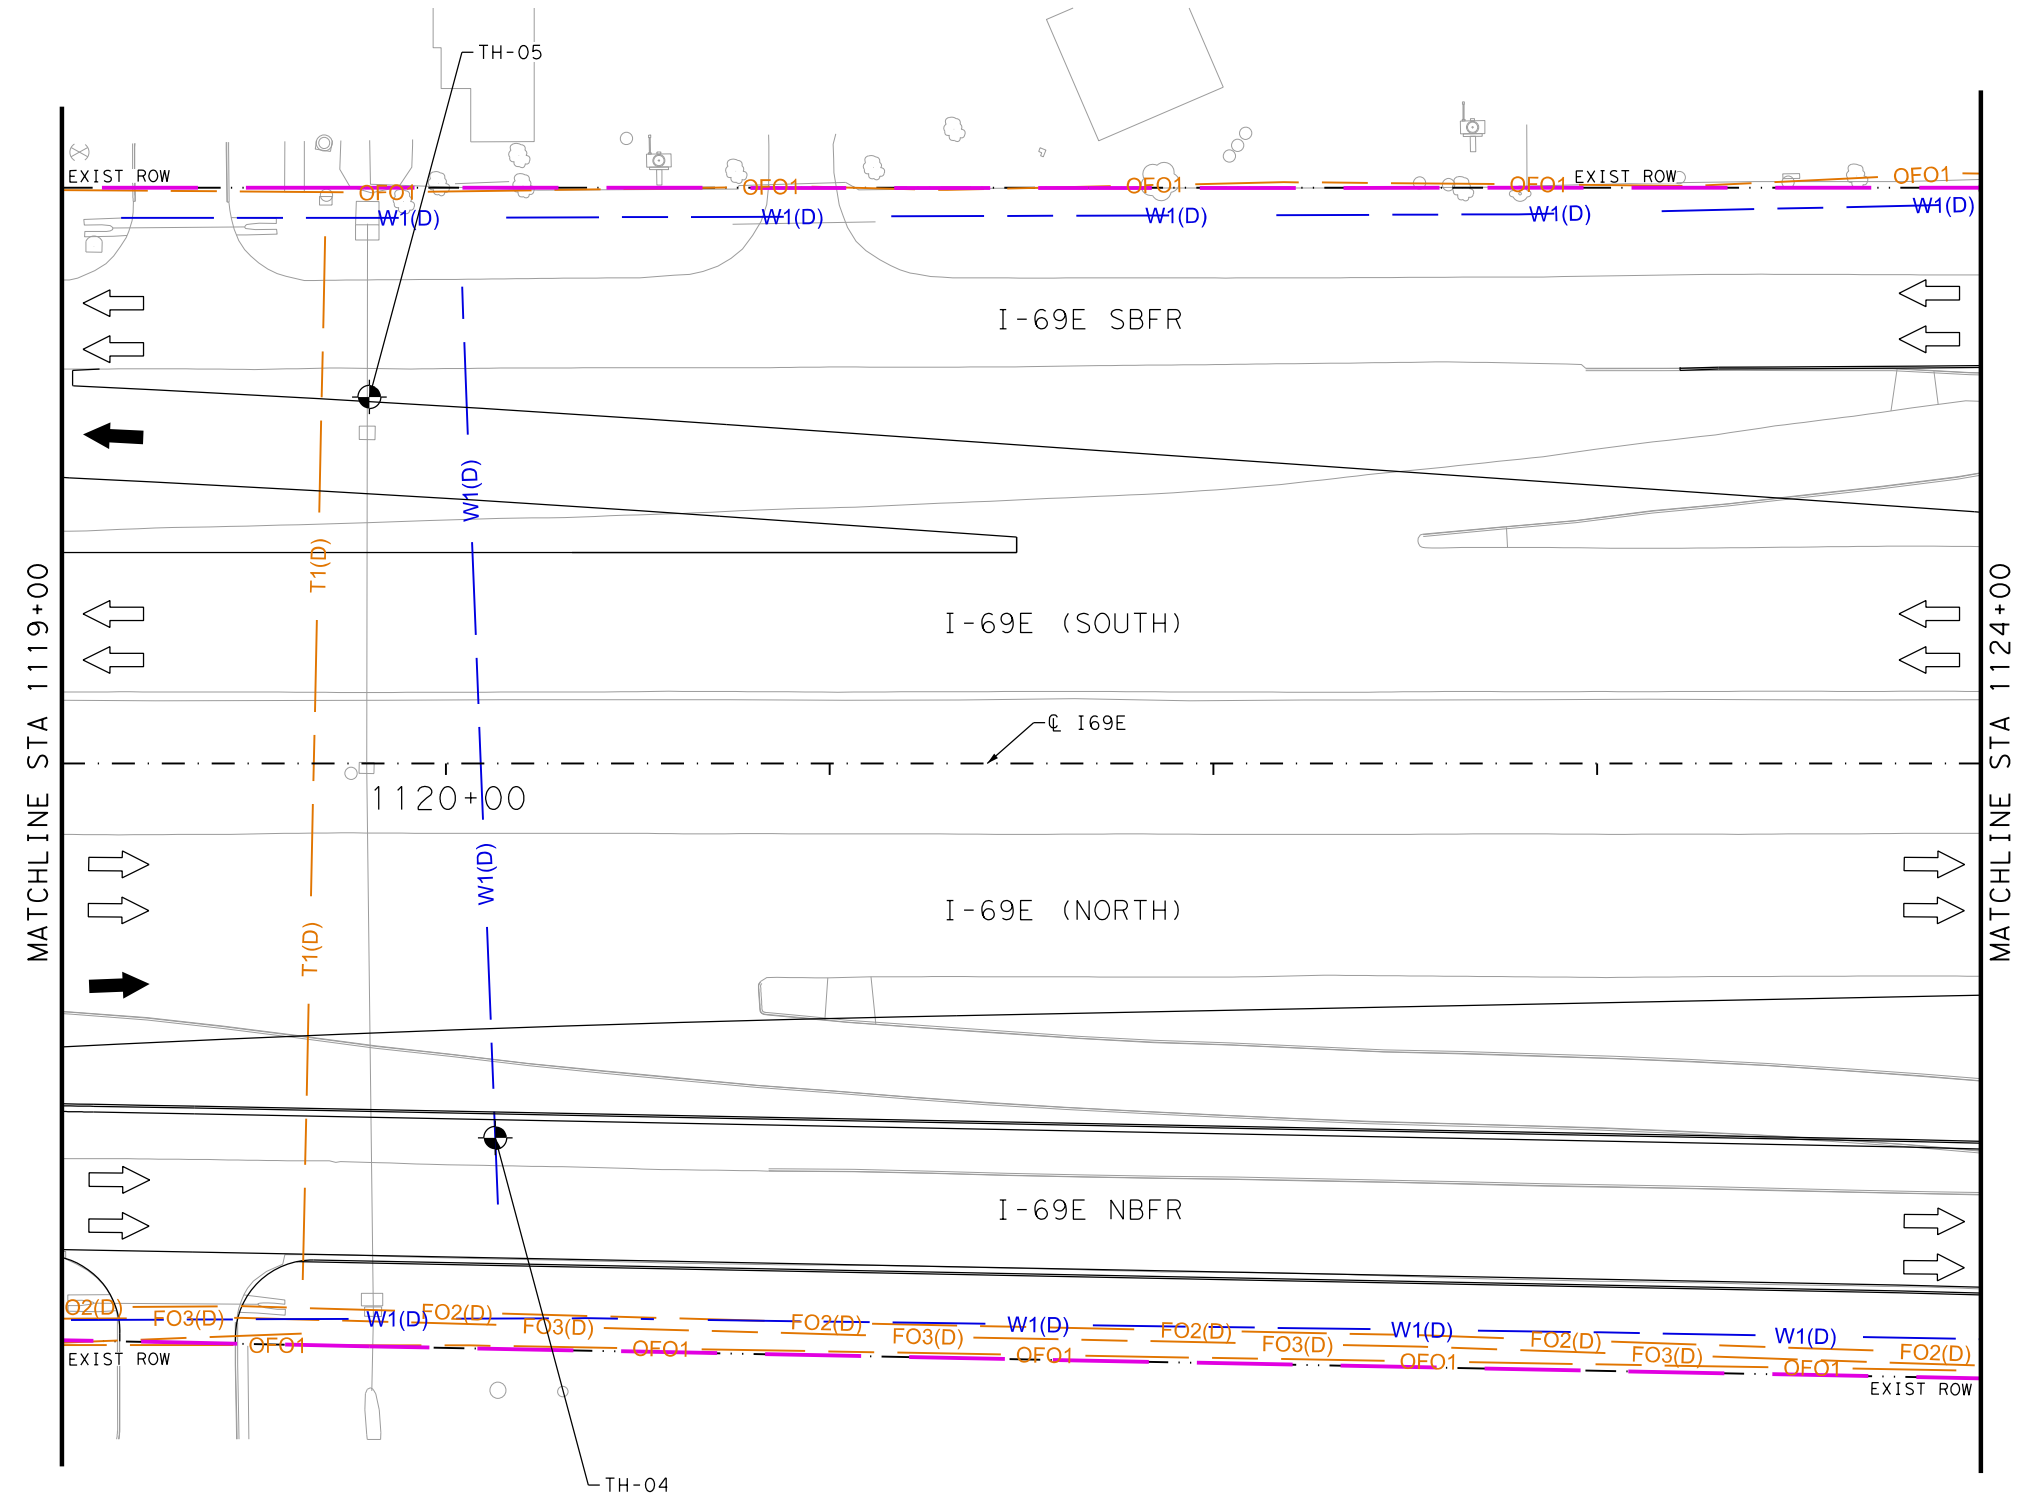 TH-05
EXIST ROW
OFO1
OFO1
OFO1
OFO1
EXIST ROW
OFO1
W1(D)
W1(D)
W1(D)
W1(D)
W1(D)
I-69E SBFR
W1(D)
T1(D)
MATCHLINE STA 1119+00
MATCHLINE STA 1124+00
I-69E (SOUTH)
℄ I69E
1120+00
W1(D)
T1(D)
I-69E (NORTH)
I-69E NBFR
O2(D)
FO3(D)
W1(D)
FO2(D)
FO3(D)
FO2(D)
FO3(D)
W1(D)
FO2(D)
FO3(D)
W1(D)
FO2(D)
FO3(D)
W1(D)
FO2(D)
OFO1
OFO1
OFO1
OFO1
OFO1
EXIST ROW
EXIST ROW
TH-04